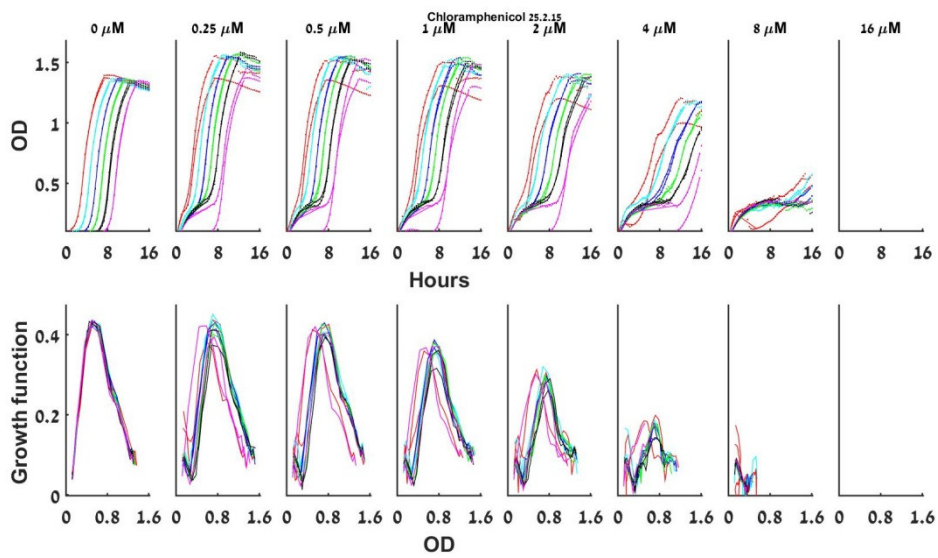 Chloramphenicol 25.2.15
0 μM 0.25 μM 0.5 μM 1 μM 2 μM 4 μM 8 μM 16 μM
1.5
1
0.5
OD
0 8 16 0 8 16 0 8 16 0 8 16 0 8 16 0 8 16 0 8 16 0 8 16
Hours
0.4
0.2
0
Growth function
0 0.8 1.6 0 0.8 1.6 0 0.8 1.6 0 0.8 1.6 0 0.8 1.6 0 0.8 1.6 0 0.8 1.6 0 0.8 1.6
OD